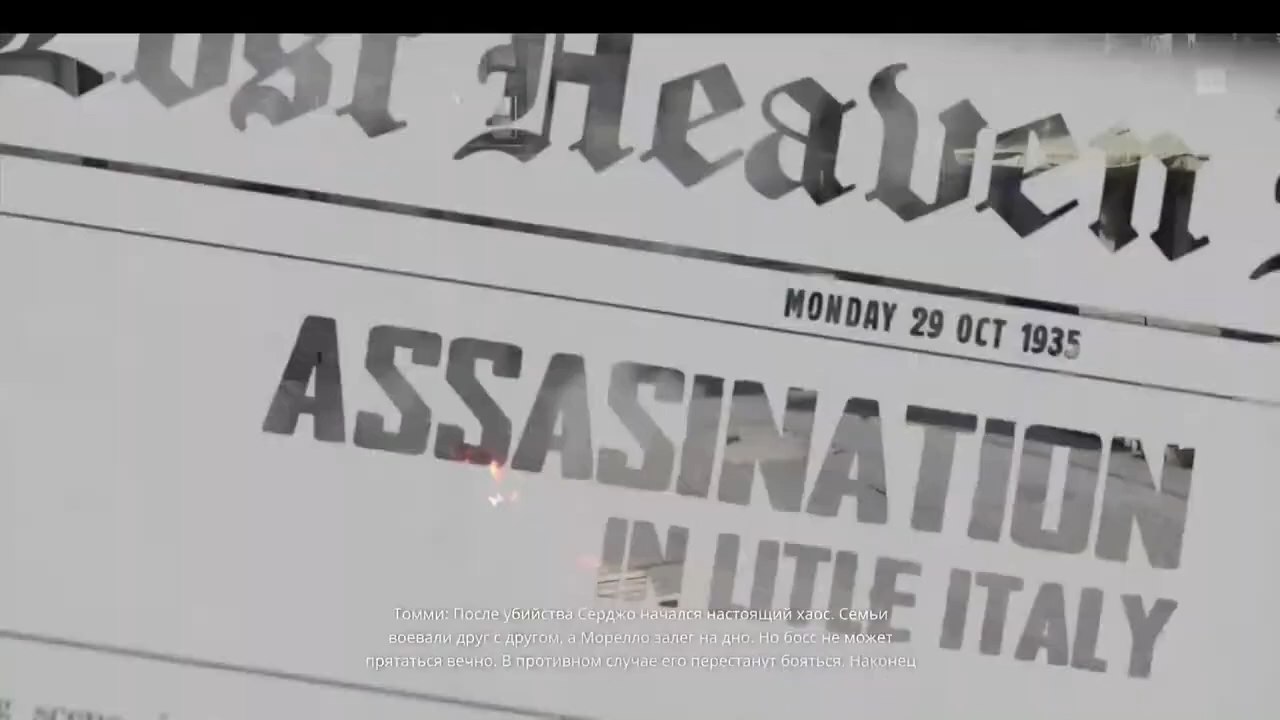 Lost Heaven
MONDAY 29 OCT 1935
ASSASINATION
IN LITLE ITALY
Томми: После убийства Серджо начался настоящий хаос. Семьи
воевали друг с другом, а Морелло залег на дно. Но босс не может
прятаться вечно. В противном случае его перестанут бояться. Наконец